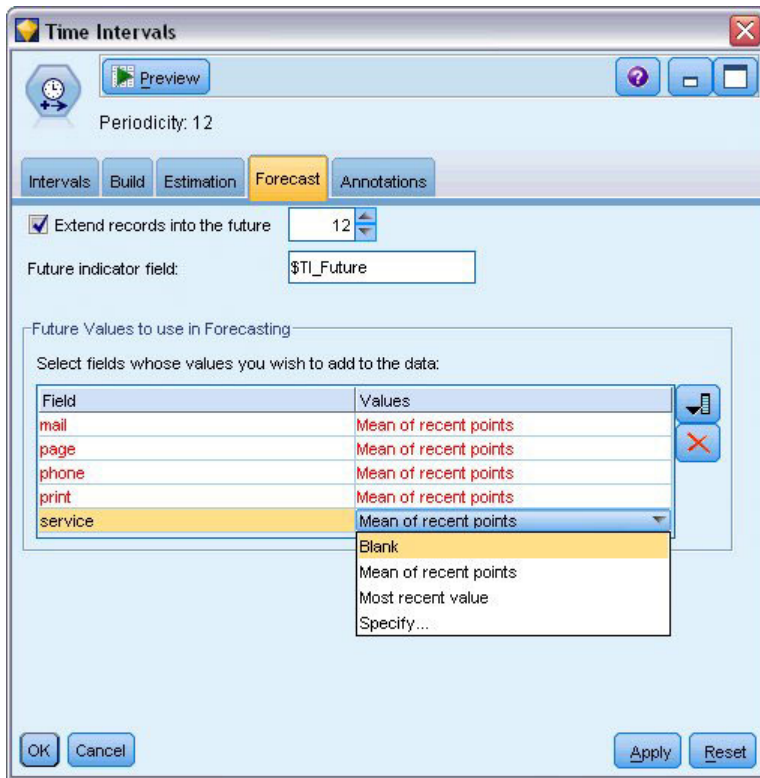 Time Intervals
Preview
Periodicity: 12
Intervals Build Estimation Forecast Annotations
Extend records into the future 12
Future indicator field: $TI_Future
Future Values to use in Forecasting
Select fields whose values you wish to add to the data:
Field Values
mail Mean of recent points
page Mean of recent points
phone Mean of recent points
print Mean of recent points
service Mean of recent points
Blank
Mean of recent points
Most recent value
Specify...
OK Cancel Apply Reset